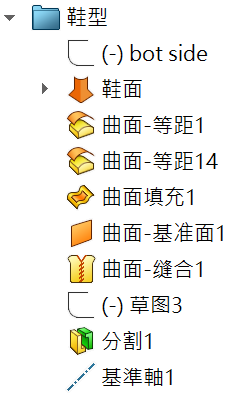 鞋型
(-) bot side
鞋面
曲面-等距1
曲面-等距14
曲面填充1
曲面-基准面1
曲面-缝合1
(-) 草图3
分割1
基準軸1